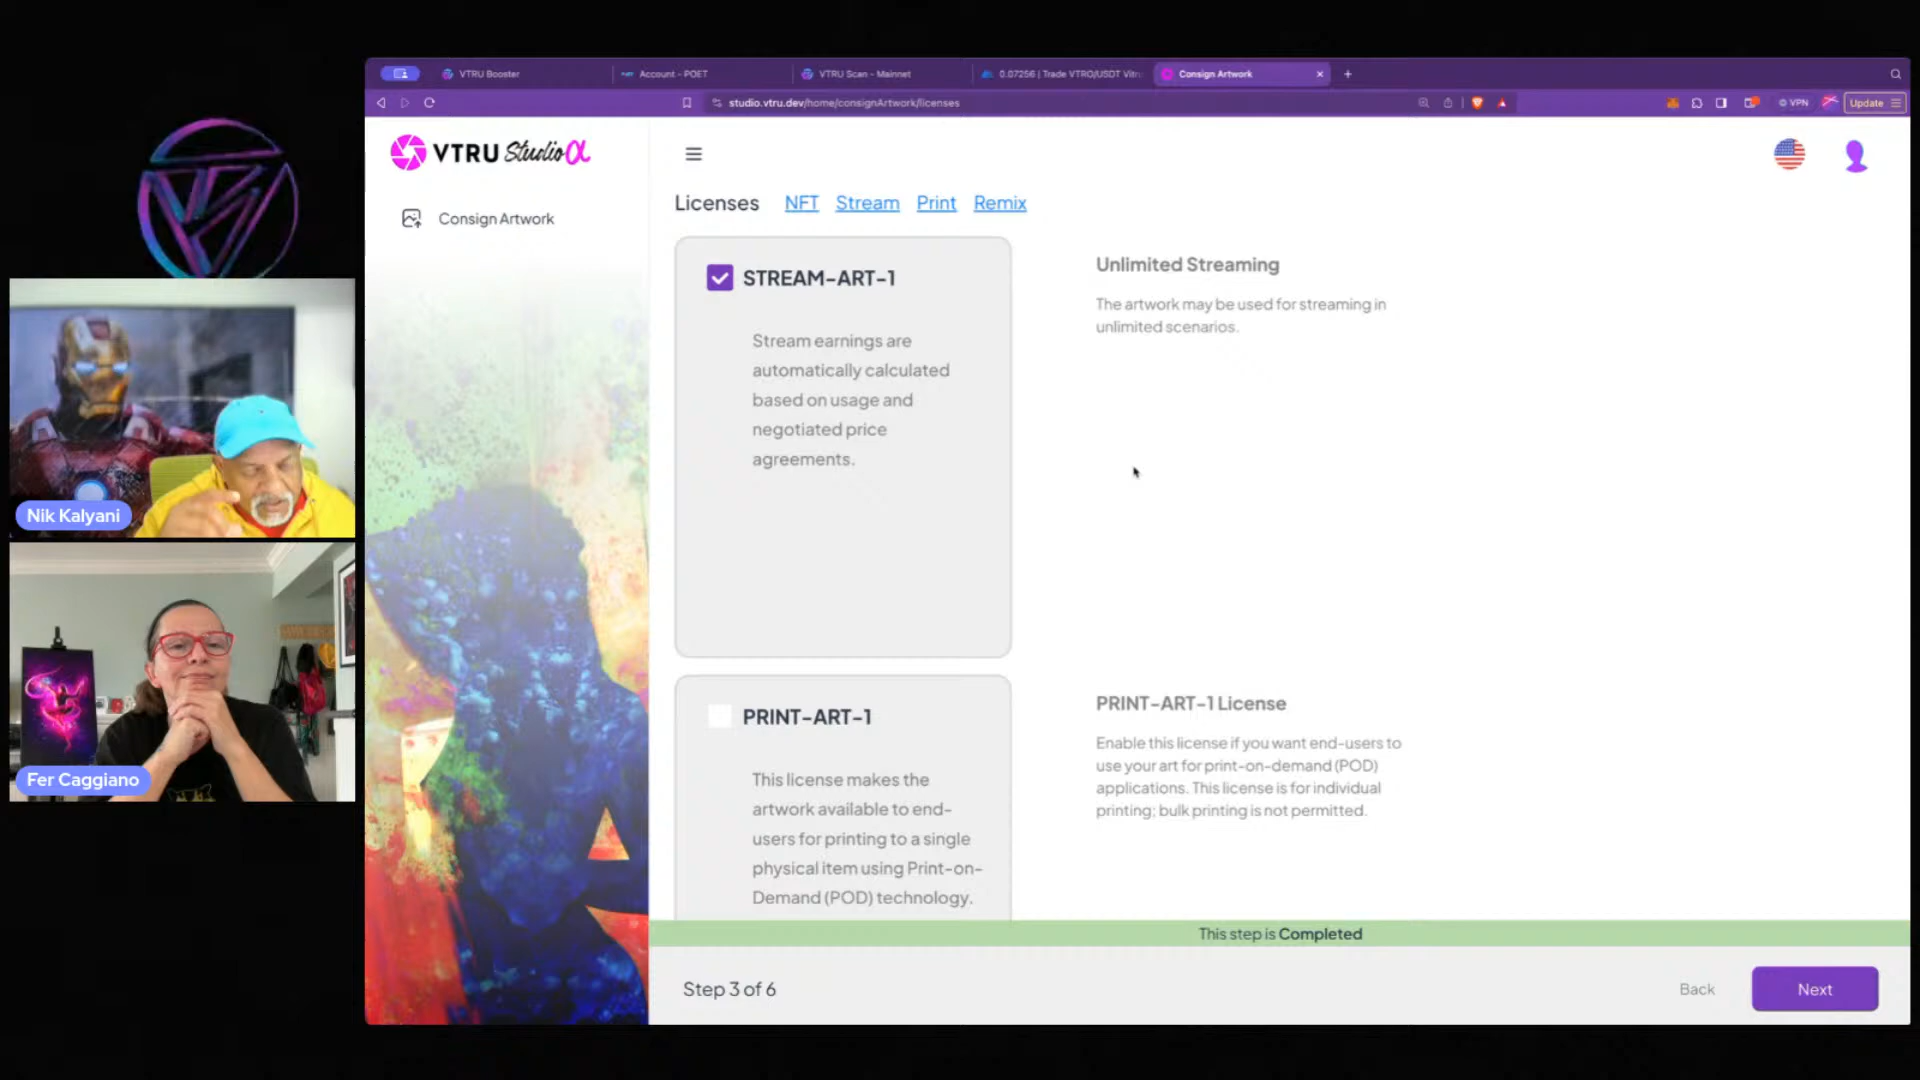 VTRU Booster
Account - POET
VTRU Scan - Mainnet
0.07256 | Trade VTRO/USDT Vitru
Consign Artwork
studio.vtru.dev/home/consignArtwork/licenses
VPN
Update
VTRU Studio α
Consign Artwork
Licenses NFT Stream Print Remix
STREAM-ART-1
Stream earnings are
automatically calculated
based on usage and
negotiated price
agreements.
Unlimited Streaming
The artwork may be used for streaming in
unlimited scenarios.
PRINT-ART-1
This license makes the
artwork available to end-
users for printing to a single
physical item using Print-on-
Demand (POD) technology.
PRINT-ART-1 License
Enable this license if you want end-users to
use your art for print-on-demand (POD)
applications. This license is for individual
printing; bulk printing is not permitted.
This step is Completed
Step 3 of 6
Back
Next
Nik Kalyani
Fer Caggiano